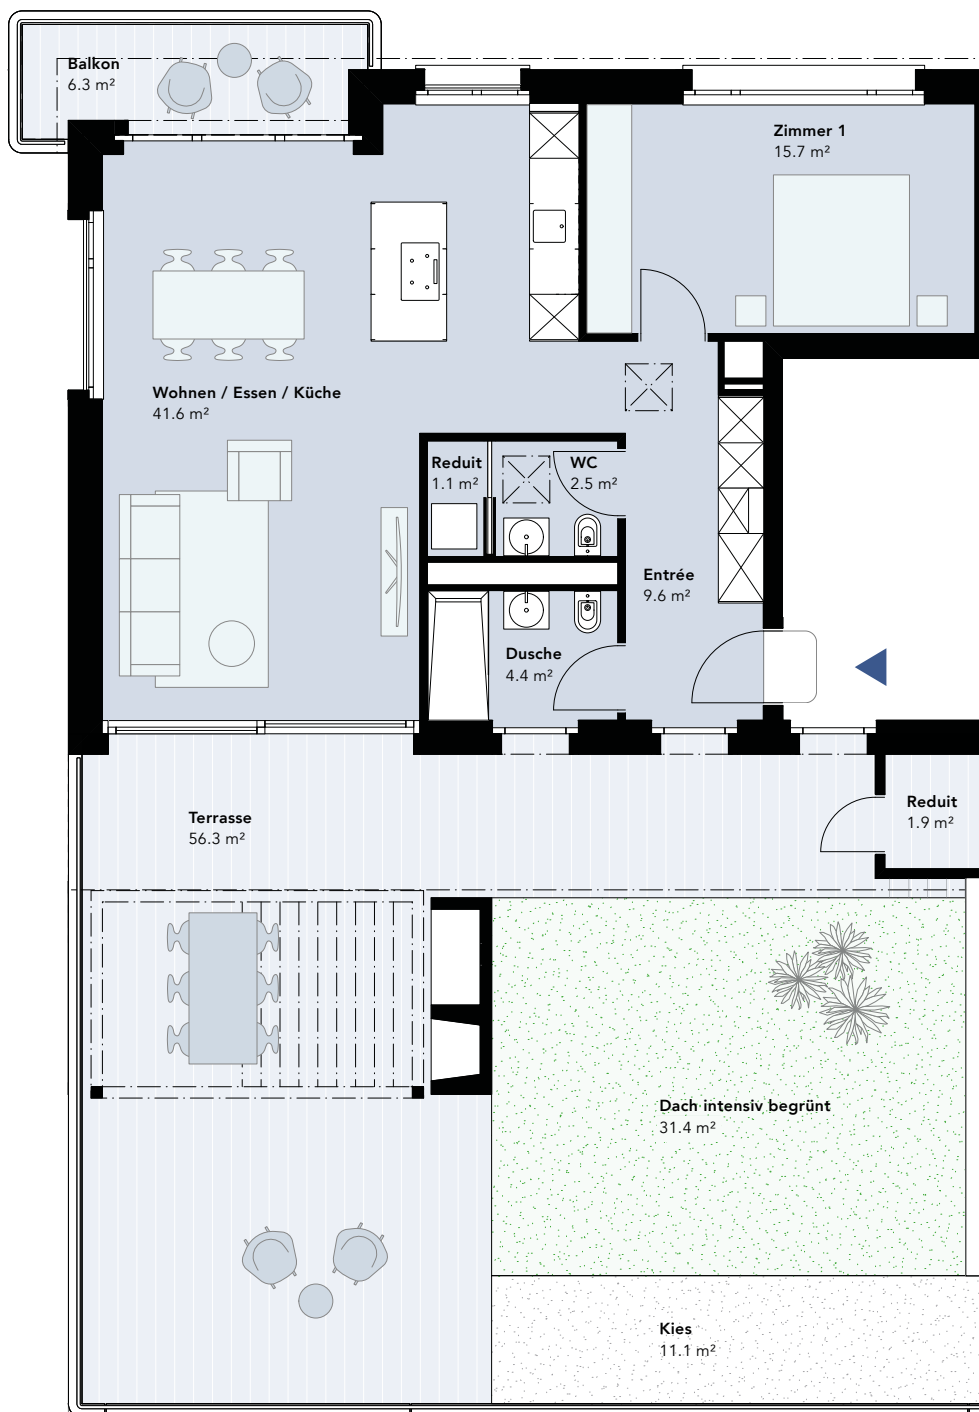 Balkon
6.3 m²
Zimmer 1
15.7 m²
Wohnen / Essen / Küche
41.6 m²
Reduit
1.1 m²
WC
2.5 m²
Entrée
9.6 m²
Dusche
4.4 m²
Terrasse
56.3 m²
Reduit
1.9 m²
Dach intensiv begrünt
31.4 m²
Kies
11.1 m²